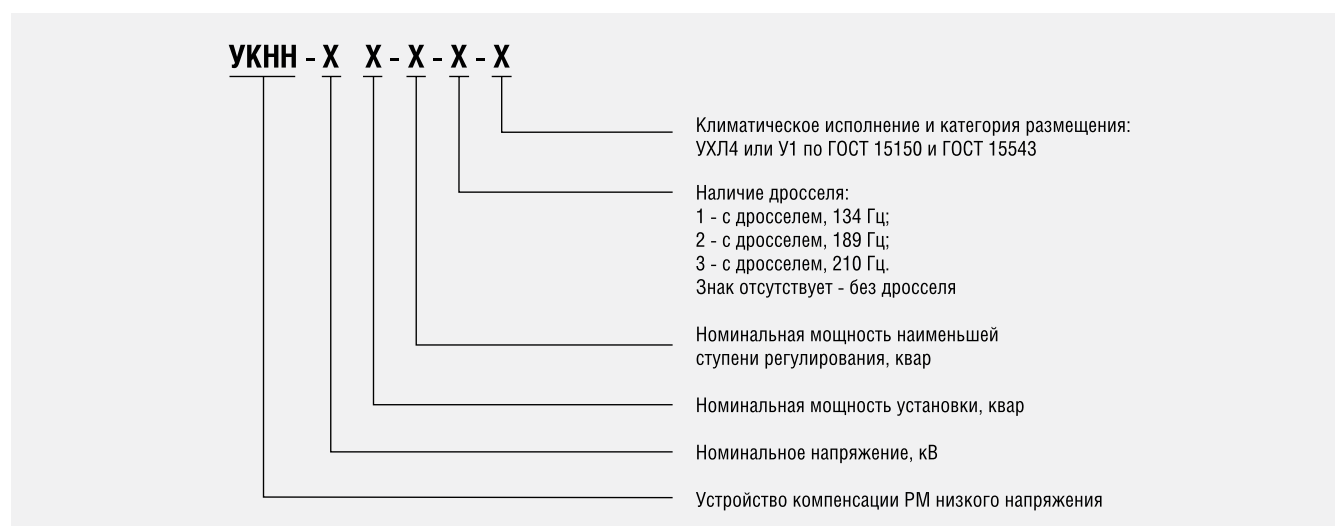 УКНН - Х Х - Х - Х - Х
Климатическое исполнение и категория размещения:
УХЛ4 или У1 по ГОСТ 15150 и ГОСТ 15543
Наличие дросселя:
1 - с дросселем, 134 Гц;
2 - с дросселем, 189 Гц;
3 - с дросселем, 210 Гц.
Знак отсутствует - без дросселя
Номинальная мощность наименьшей
ступени регулирования, квар
Номинальная мощность установки, квар
Номинальное напряжение, кВ
Устройство компенсации РМ низкого напряжения